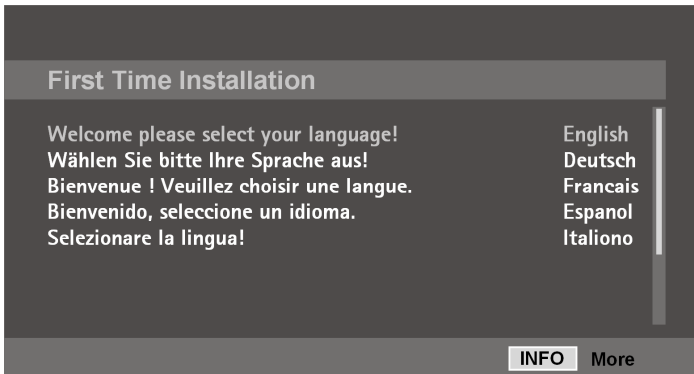 First Time Installation
Welcome please select your language! English
Wählen Sie bitte Ihre Sprache aus! Deutsch
Bienvenue ! Veuillez choisir une langue. Francais
Bienvenido, seleccione un idioma. Espanol
Selezionare la lingua! Italiono
INFO More